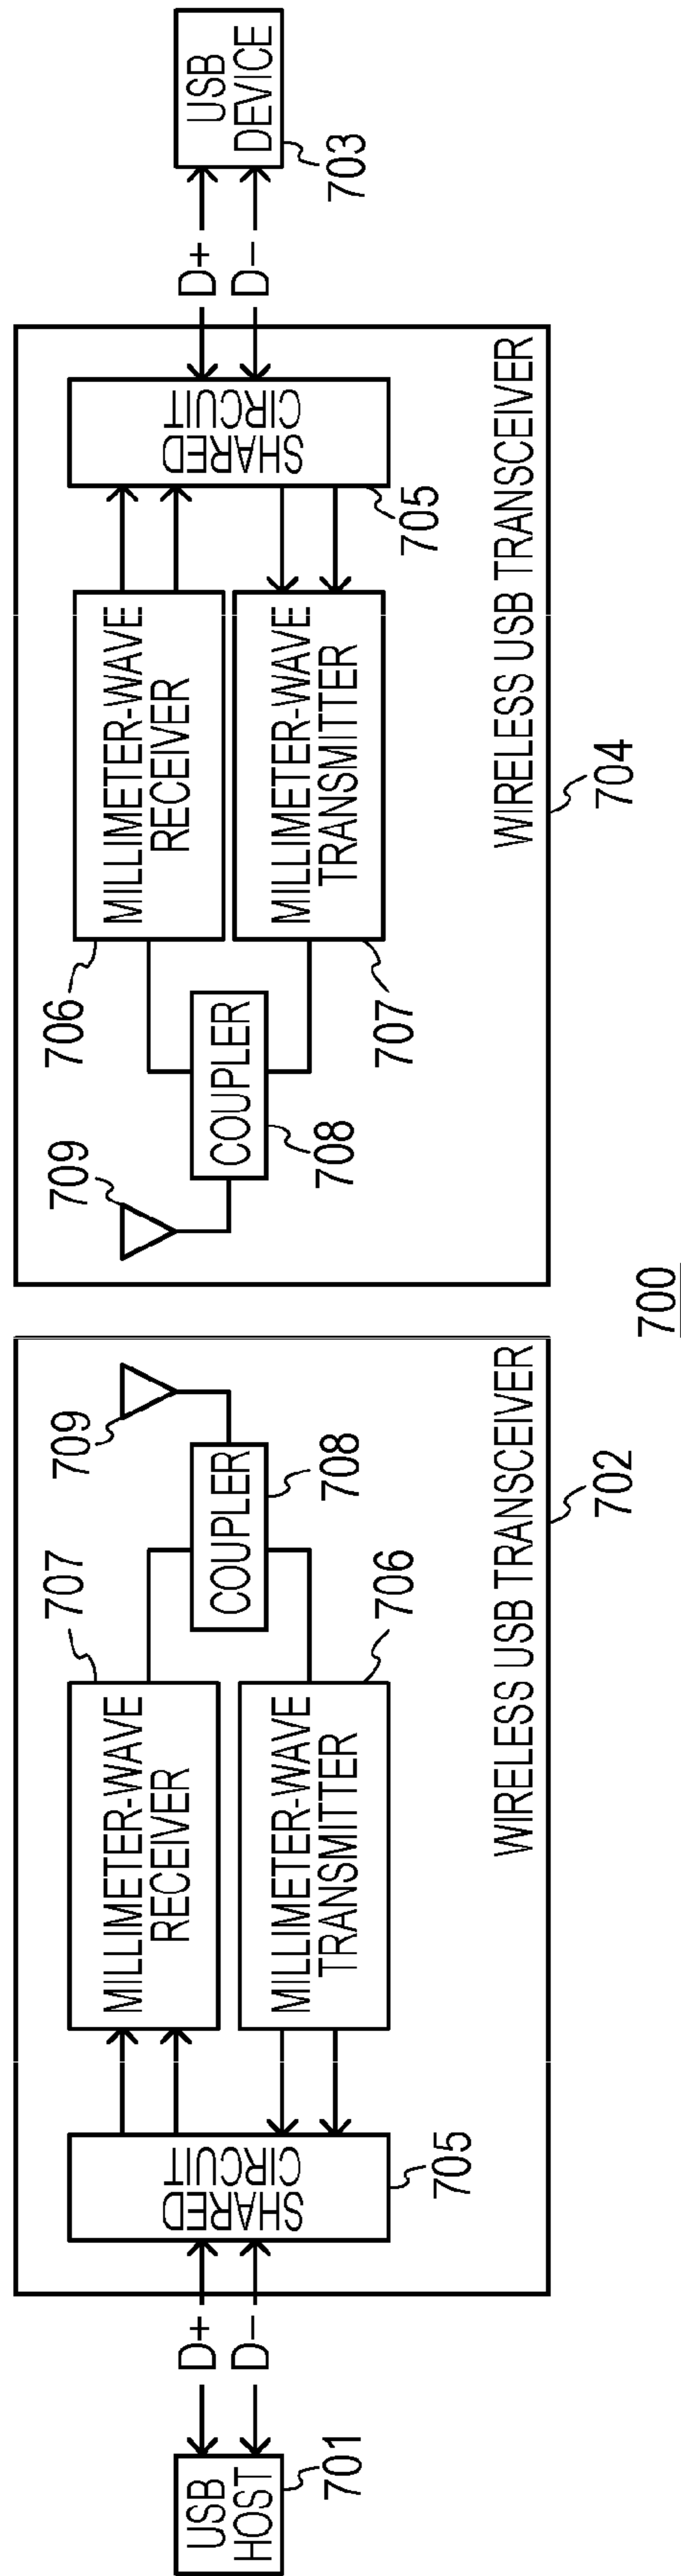 USB
HOST
701
D+
D−
SHARED
CIRCUIT
705
MILLIMETER-WAVE
RECEIVER
707
MILLIMETER-WAVE
TRANSMITTER
706
COUPLER
708
709
WIRELESS USB TRANSCEIVER
702
709
COUPLER
708
706
MILLIMETER-WAVE
RECEIVER
MILLIMETER-WAVE
TRANSMITTER
707
SHARED
CIRCUIT
705
WIRELESS USB TRANSCEIVER
704
D+
D−
USB
DEVICE
703
700